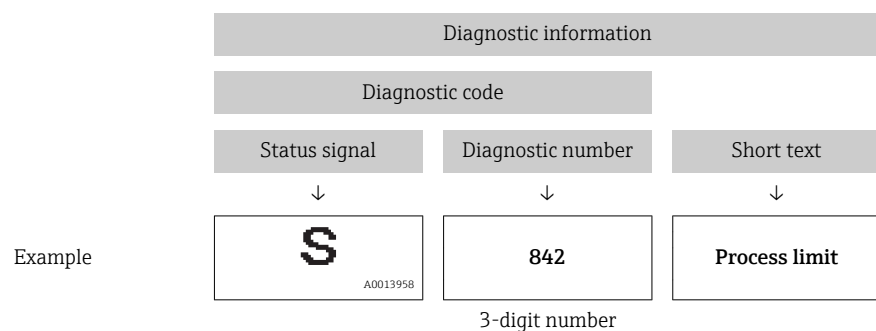 Diagnostic information
Diagnostic code
Status signal Diagnostic number Short text
↓ ↓ ↓
Example S 842 Process limit
A0013958
3-digit number